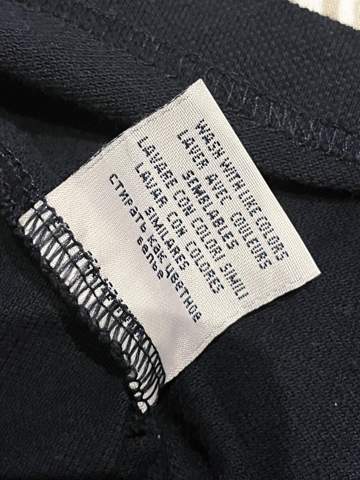 WASH WITH LIKE COLORS
LAVER AVEC COULEURS
SEMBLABLES
LAVARE CON COLORI SIMILI
LAVAR CON COLORES
SIMILARES
стирать как цветное
белье